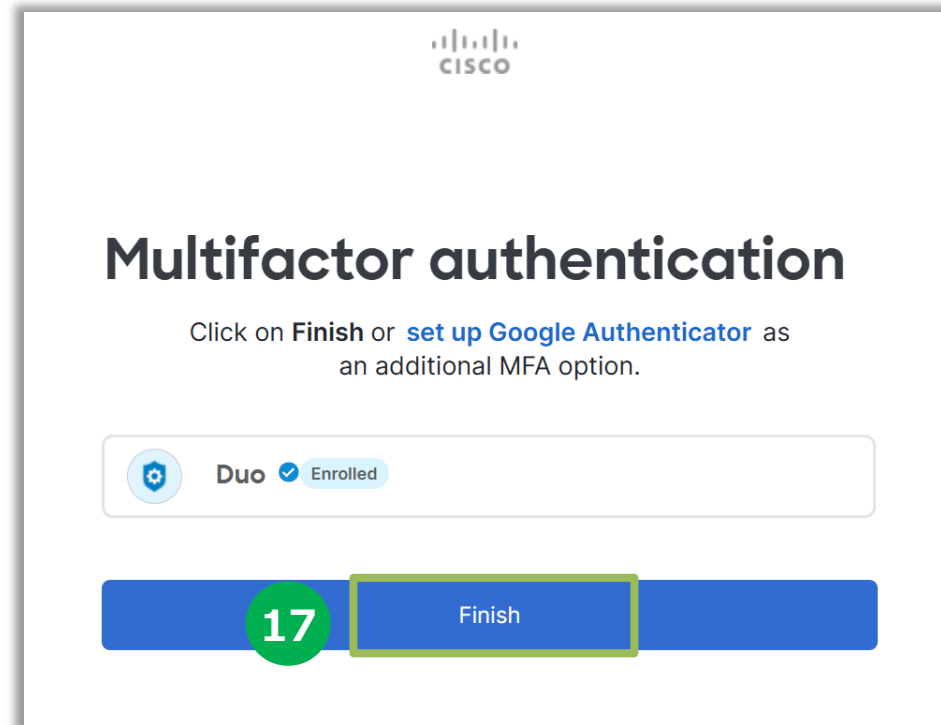 CISCO
Multifactor authentication
Click on Finish or set up Google Authenticator as
an additional MFA option.
Duo Enrolled
17 Finish